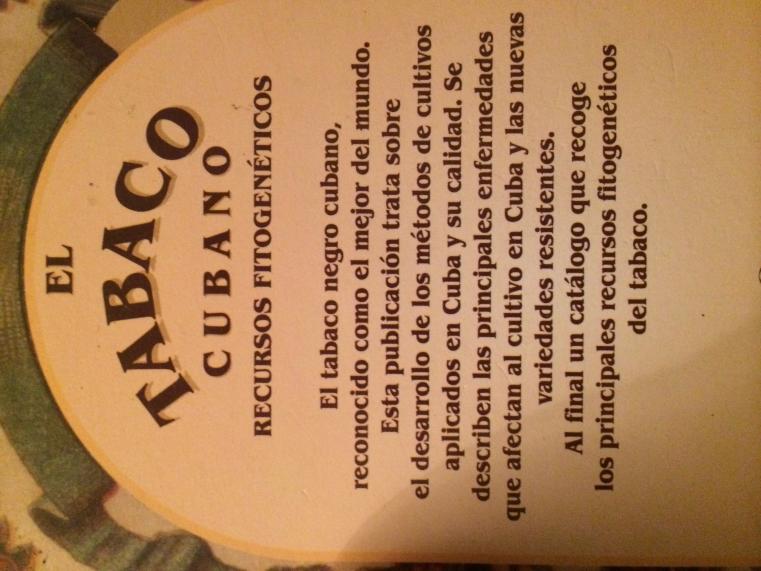 EL
TABACO
CUBANO
RECURSOS FITOGENÉTICOS
El tabaco negro cubano,
reconocido como el mejor del mundo.
Esta publicación trata sobre
el desarrollo de los métodos de cultivos
aplicados en Cuba y su calidad. Se
describen las principales enfermedades
que afectan al cultivo en Cuba y las nuevas
variedades resistentes.
Al final un catálogo que recoge
los principales recursos fitogenéticos
del tabaco.